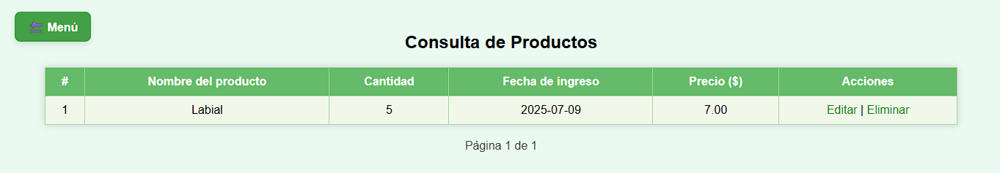 Menú
Consulta de Productos
# Nombre del producto Cantidad Fecha de ingreso Precio ($) Acciones
1 Labial 5 2025-07-09 7.00 Editar | Eliminar
Página 1 de 1